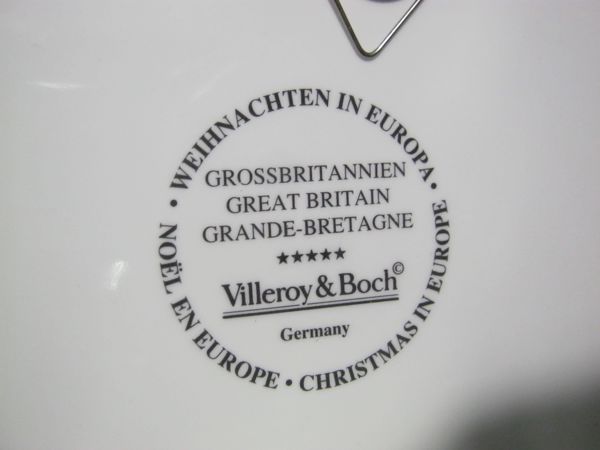 • WEIHNACHTEN IN EUROPA •
CHRISTMAS IN EUROPE •
NOËL EN EUROPE
GROSSBRITANNIEN
GREAT BRITAIN
GRANDE-BRETAGNE
★★★★★
Villeroy & Boch©
Germany